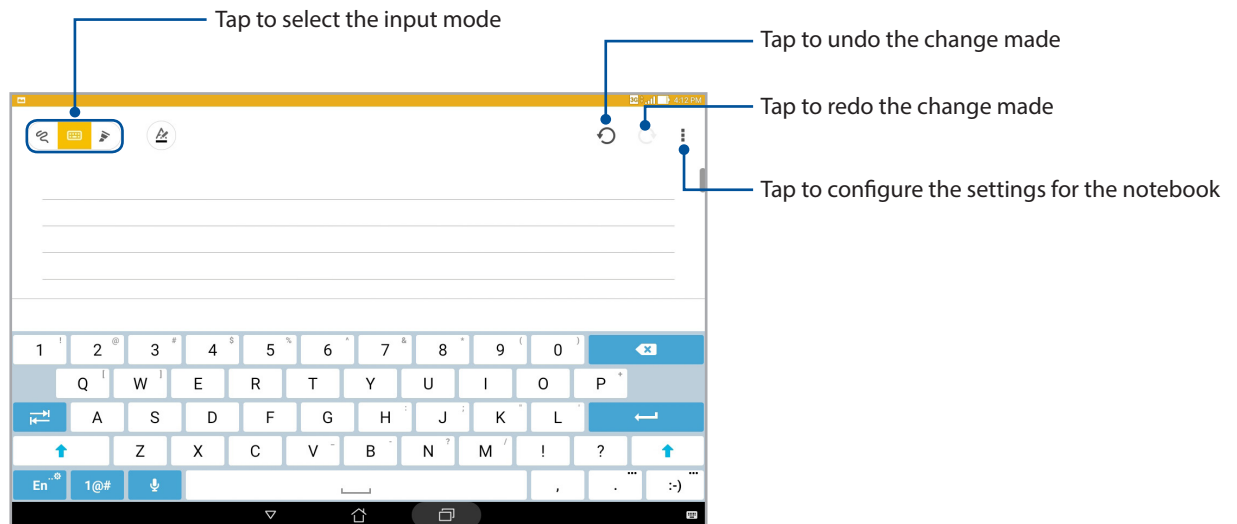 Tap to select the input mode
Tap to undo the change made
Tap to redo the change made
Tap to configure the settings for the notebook
3G 4:12 PM
1 ! 2 @ 3 # 4 $ 5 % 6 ^ 7 & 8 * 9 ( 0 )
Q [ W ] E R T Y U I O P +
A S D F G H : J ; K " L '
Z X C V _ B - N ? M / ! ?
En 1@# , . :-)